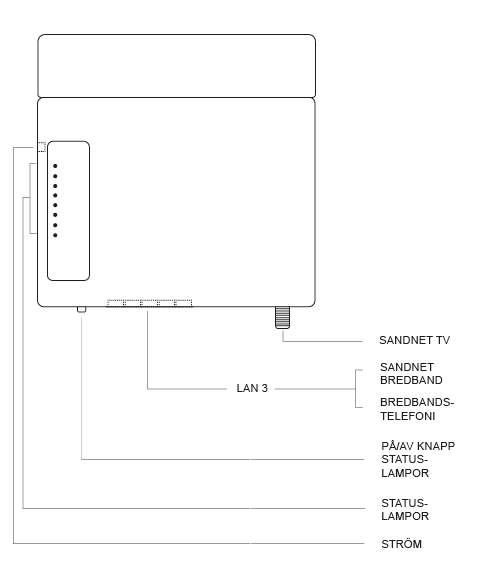 SANDNET TV
SANDNET
BREDBAND
LAN 3
BREDBANDS-
TELEFONI
PÅ/AV KNAPP
STATUS-
LAMPOR
STATUS-
LAMPOR
STRÖM